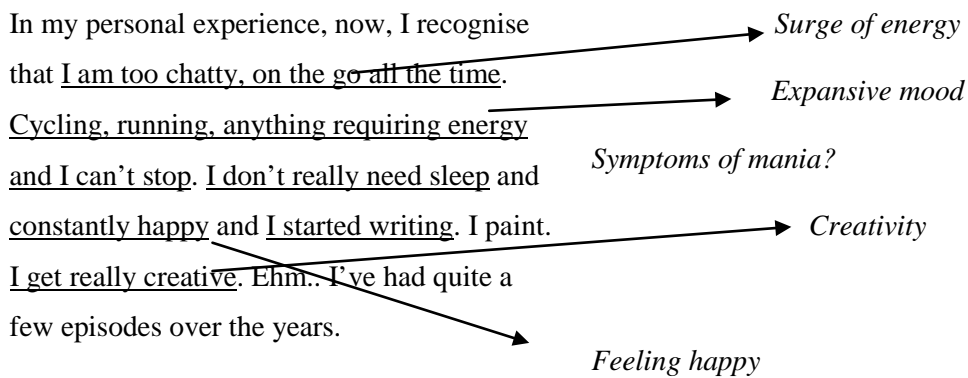 In my personal experience, now, I recognise
Surge of energy
that I am too chatty, on the go all the time.
Expansive mood
Cycling, running, anything requiring energy
Symptoms of mania?
and I can’t stop. I don’t really need sleep and
constantly happy and I started writing. I paint.
Creativity
I get really creative. Ehm.. I’ve had quite a
few episodes over the years.
Feeling happy